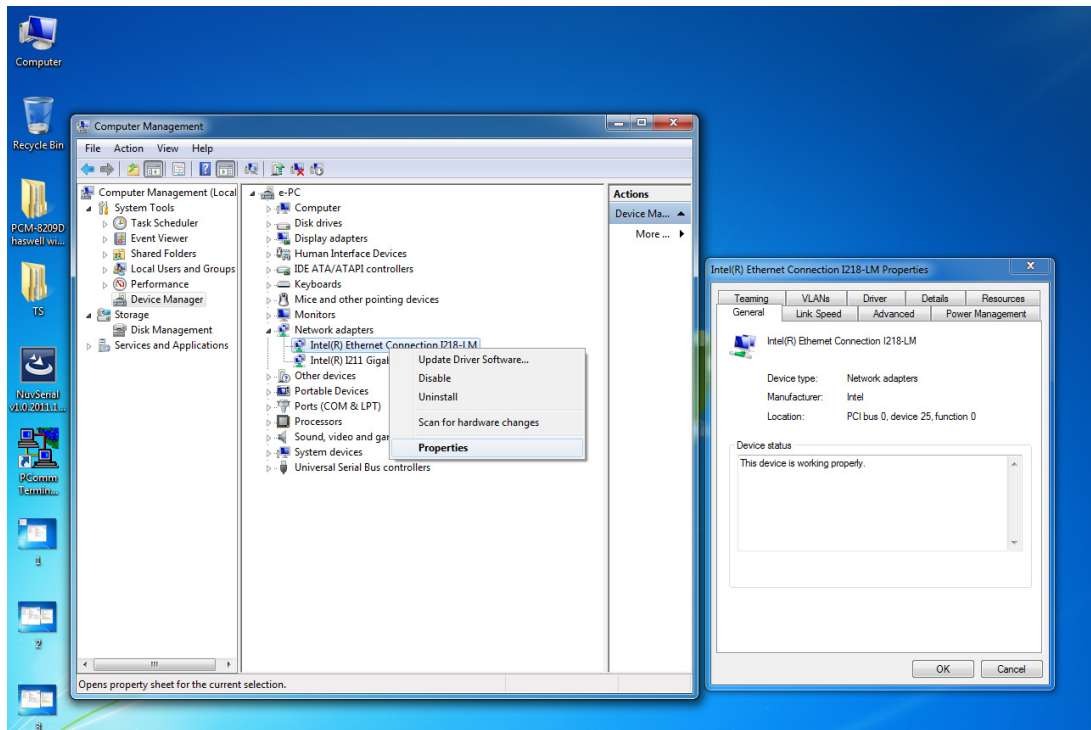 Computer
Recycle Bin
PCM-8209D
haswell wi...
TS
NuvSerial
v1.0.2011.1...
PComm
Termin...
1
2
3
Computer Management
File Action View Help
Computer Management (Local
System Tools
Task Scheduler
Event Viewer
Shared Folders
Local Users and Groups
Performance
Device Manager
Storage
Disk Management
Services and Applications
e-PC
Computer
Disk drives
Display adapters
Human Interface Devices
IDE ATA/ATAPI controllers
Keyboards
Mice and other pointing devices
Monitors
Network adapters
Intel(R) Ethernet Connection I218-LM
Intel(R) I211 Gigal
Other devices
Portable Devices
Ports (COM & LPT)
Processors
Sound, video and gar
System devices
Universal Serial Bus controllers
Update Driver Software...
Disable
Uninstall
Scan for hardware changes
Properties
Actions
Device Ma...
More ...
Opens property sheet for the current selection.
Intel(R) Ethernet Connection I218-LM Properties
Teaming VLANs Driver Details Resources
General Link Speed Advanced Power Management
Intel(R) Ethernet Connection I218-LM
Device type: Network adapters
Manufacturer: Intel
Location: PCI bus 0, device 25, function 0
Device status
This device is working properly.
OK Cancel